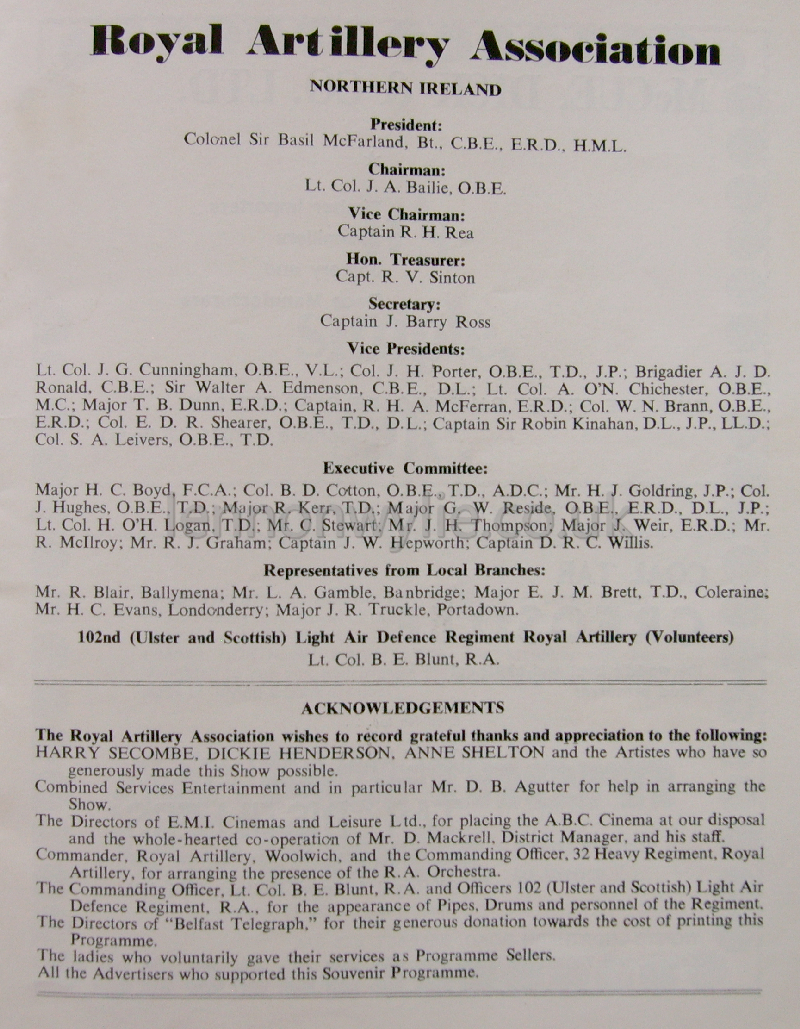 Royal Artillery Association
NORTHERN IRELAND
President:
Colonel Sir Basil McFarland, Bt., C.B.E., E.R.D., H.M.L.
Chairman:
Lt. Col. J. A. Bailie, O.B.E.
Vice Chairman:
Captain R. H. Rea
Hon. Treasurer:
Capt. R. V. Sinton
Secretary:
Captain J. Barry Ross
Vice Presidents:
Lt. Col. J. G. Cunningham, O.B.E., V.L.; Col. J. H. Porter, O.B.E., T.D., J.P.; Brigadier A. J. D.
Ronald, C.B.E.; Sir Walter A. Edmenson, C.B.E., D.L.; Lt. Col. A. O'N. Chichester, O.B.E.,
M.C.; Major T. B. Dunn, E.R.D.; Captain, R. H. A. McFerran, E.R.D.; Col. W. N. Brann, O.B.E.,
E.R.D.; Col. E. D. R. Shearer, O.B.E., T.D., D.L.; Captain Sir Robin Kinahan, D.L., J.P., LL.D.;
Col. S. A. Leivers, O.B.E., T.D.
Executive Committee:
Major H. C. Boyd, F.C.A.; Col. B. D. Cotton, O.B.E., T.D., A.D.C.; Mr. H. J. Goldring, J.P.; Col.
J. Hughes, O.B.E., T.D.; Major R. Kerr, T.D.; Major G. W. Reside, O.B.E., E.R.D., D.L., J.P.;
Lt. Col. H. O'H. Logan, T.D.; Mr. C. Stewart; Mr. J. H. Thompson; Major J. Weir, E.R.D.; Mr.
R. McIlroy; Mr. R. J. Graham; Captain J. W. Hepworth; Captain D. R. C. Willis.
Representatives from Local Branches:
Mr. R. Blair, Ballymena; Mr. L. A. Gamble, Banbridge; Major E. J. M. Brett, T.D., Coleraine;
Mr. H. C. Evans, Londonderry; Major J. R. Truckle, Portadown.
102nd (Ulster and Scottish) Light Air Defence Regiment Royal Artillery (Volunteers)
Lt. Col. B. E. Blunt, R.A.
ACKNOWLEDGEMENTS
The Royal Artillery Association wishes to record grateful thanks and appreciation to the following:
HARRY SECOMBE, DICKIE HENDERSON, ANNE SHELTON and the Artistes who have so
generously made this Show possible.
Combined Services Entertainment and in particular Mr. D. B. Agutter for help in arranging the
Show.
The Directors of E.M.I. Cinemas and Leisure Ltd., for placing the A.B.C. Cinema at our disposal
and the whole-hearted co-operation of Mr. D. Mackrell, District Manager, and his staff.
Commander, Royal Artillery, Woolwich, and the Commanding Officer, 32 Heavy Regiment, Royal
Artillery, for arranging the presence of the R.A. Orchestra.
The Commanding Officer, Lt. Col. B. E. Blunt, R.A. and Officers 102 (Ulster and Scottish) Light Air
Defence Regiment, R.A., for the appearance of Pipes, Drums and personnel of the Regiment.
The Directors of "Belfast Telegraph," for their generous donation towards the cost of printing this
Programme.
The ladies who voluntarily gave their services as Programme Sellers.
All the Advertisers who supported this Souvenir Programme.